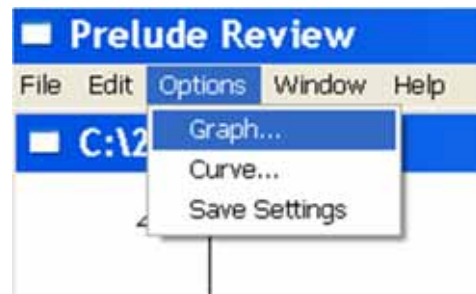 Prelude Review
File Edit Options Window Help
C:\2
Graph...
Curve...
Save Settings